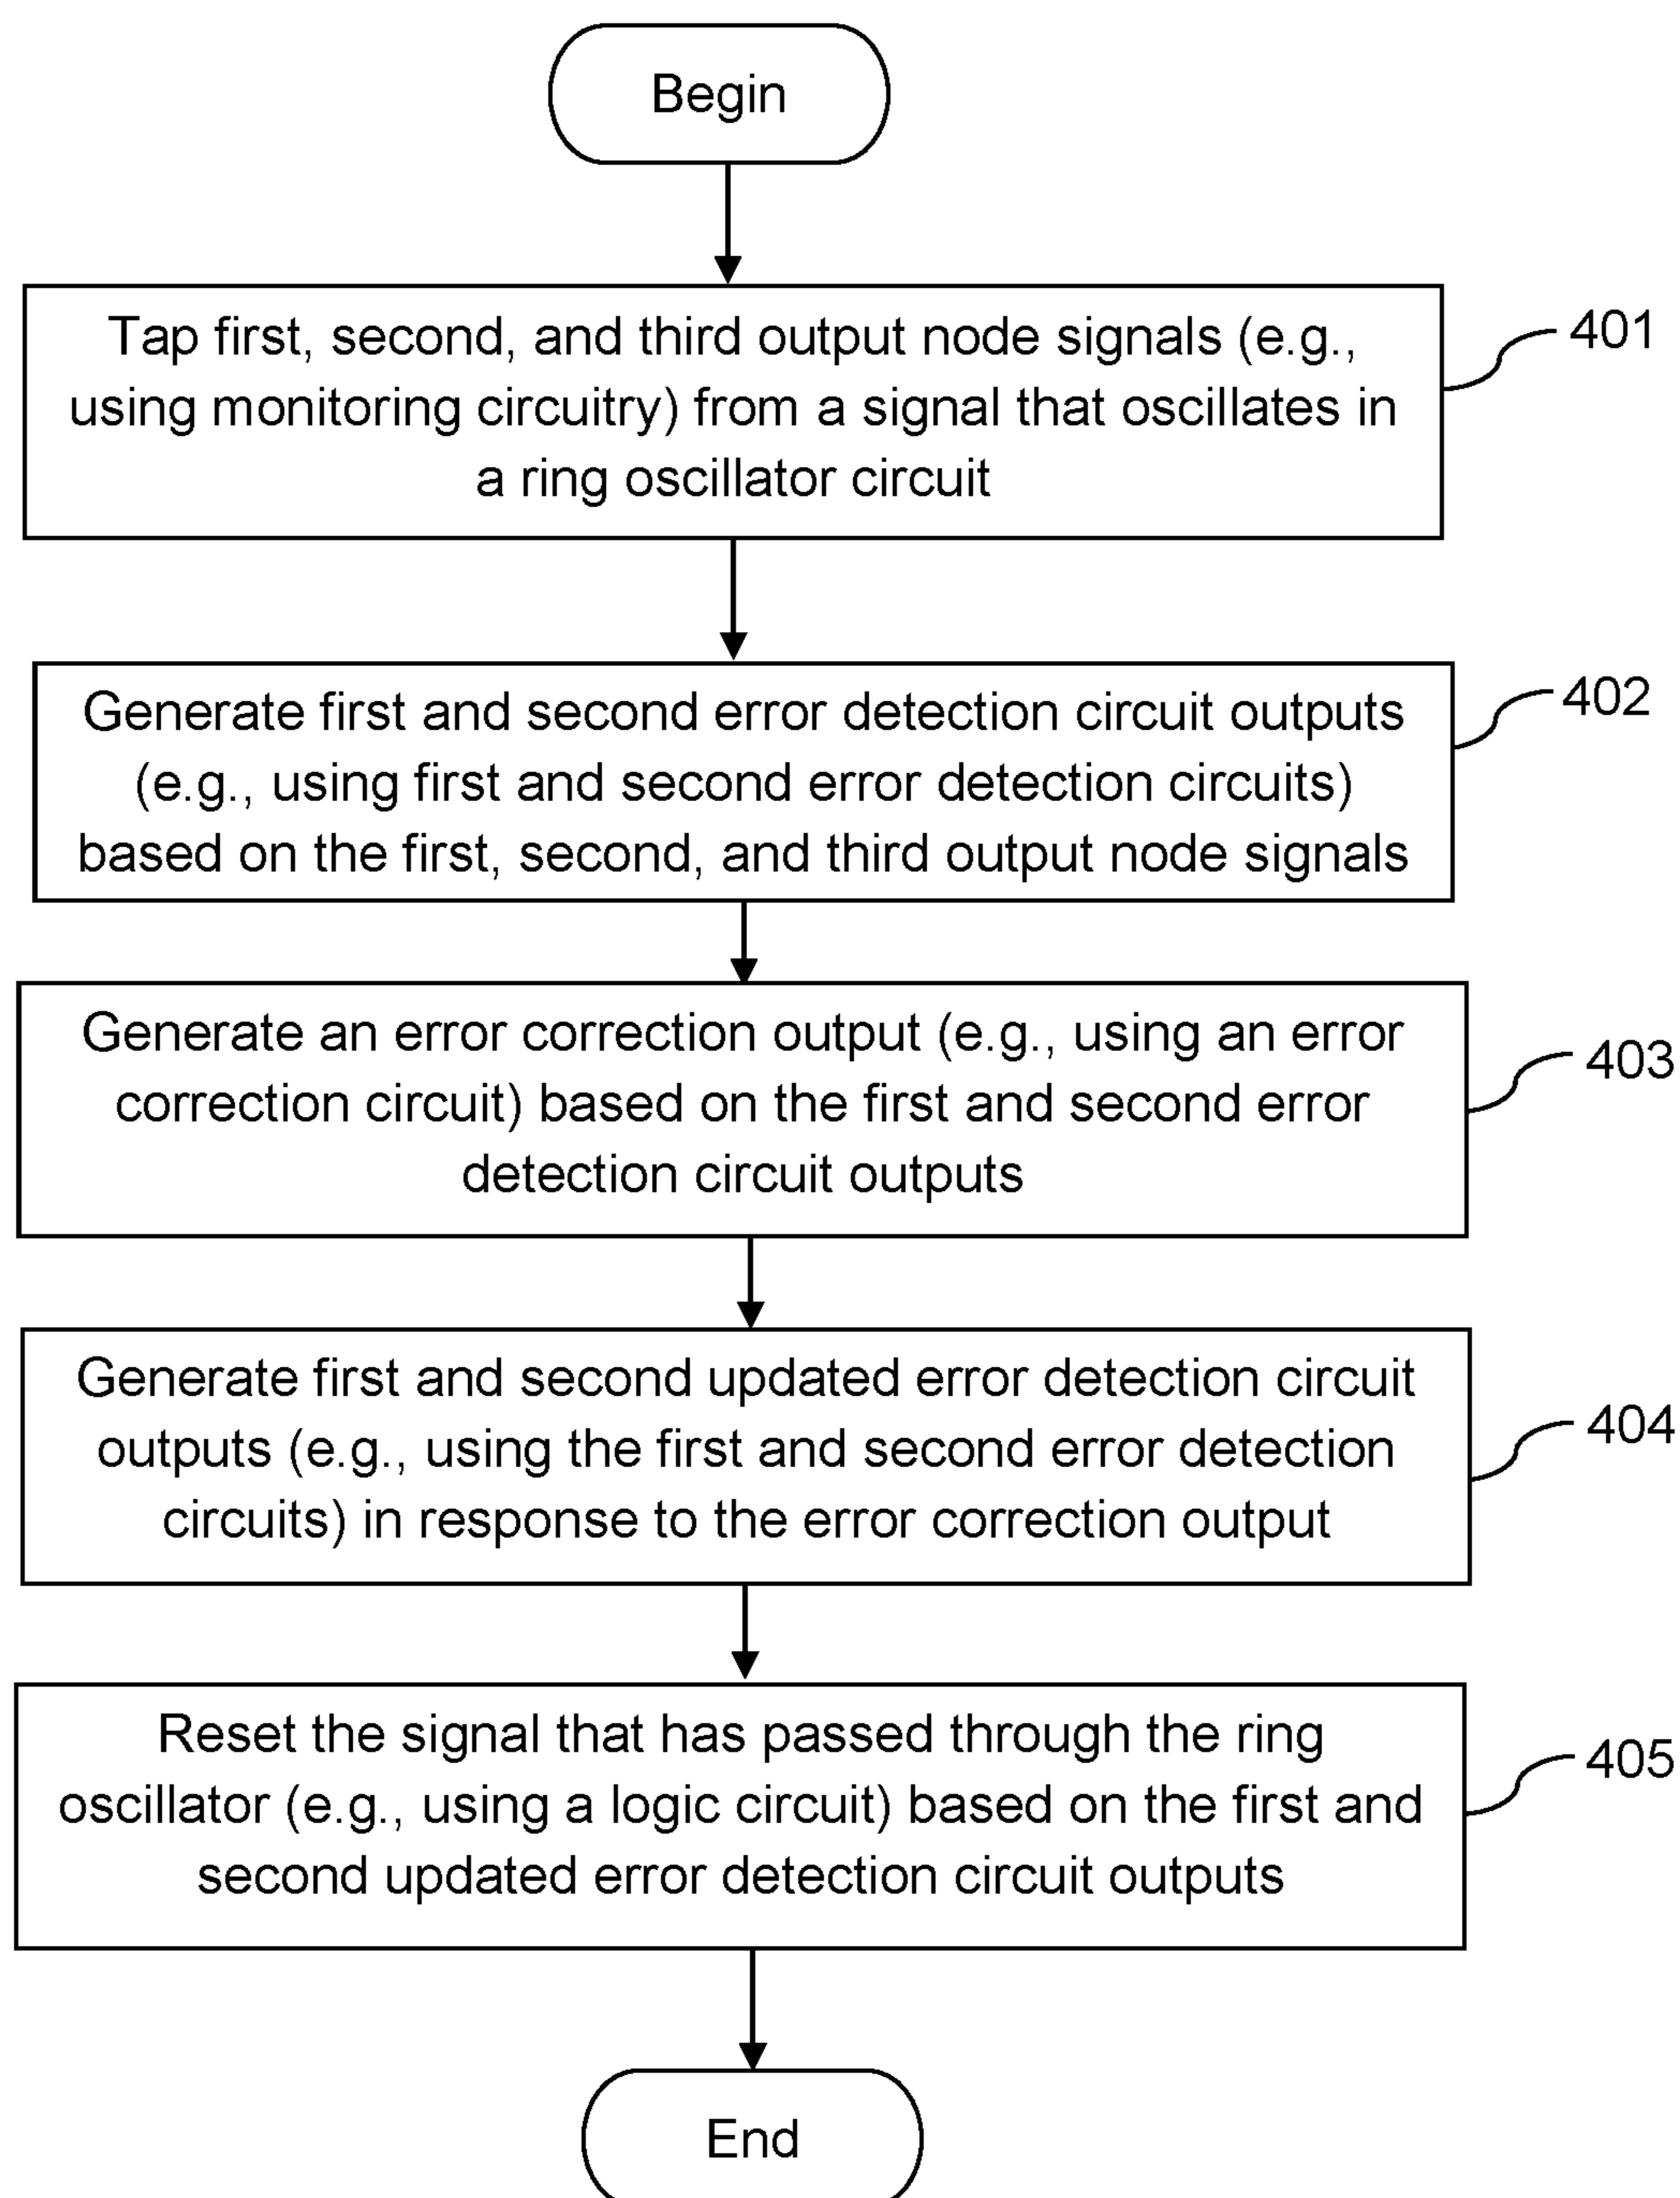 Begin
Tap first, second, and third output node signals (e.g.,
using monitoring circuitry) from a signal that oscillates in
a ring oscillator circuit
401
Generate first and second error detection circuit outputs
(e.g., using first and second error detection circuits)
based on the first, second, and third output node signals
402
Generate an error correction output (e.g., using an error
correction circuit) based on the first and second error
detection circuit outputs
403
Generate first and second updated error detection circuit
outputs (e.g., using the first and second error detection
circuits) in response to the error correction output
404
Reset the signal that has passed through the ring
oscillator (e.g., using a logic circuit) based on the first and
second updated error detection circuit outputs
405
End